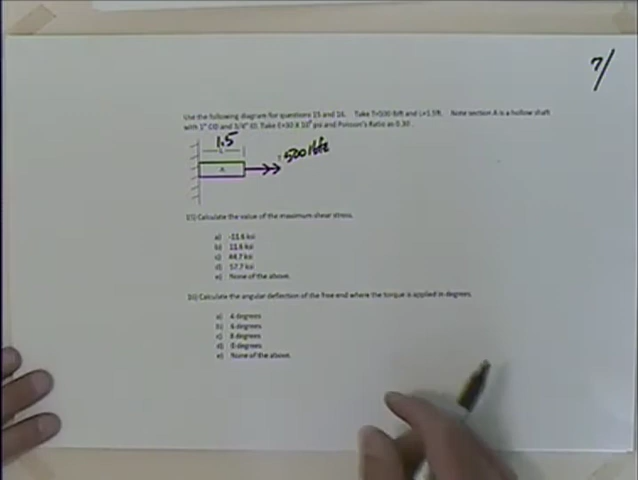 7/
Use the following diagram for questions 15 and 16. Take T=500 lbft and L=1.5ft. Note section A is a hollow shaft
with 1" OD and 3/4" ID. Take E=30 X 10⁶ psi and Poisson's Ratio as 0.30.
1.5
L
500 lbft
A
15) Calculate the value of the maximum shear stress.
a) -11.6 ksi
b) 11.6 ksi
c) 44.7 ksi
d) 57.7 ksi
e) None of the above.
16) Calculate the angular deflection of the free end where the torque is applied in degrees.
a) 4 degrees
b) 6 degrees
c) 8 degrees
d) 0 degrees
e) None of the above.